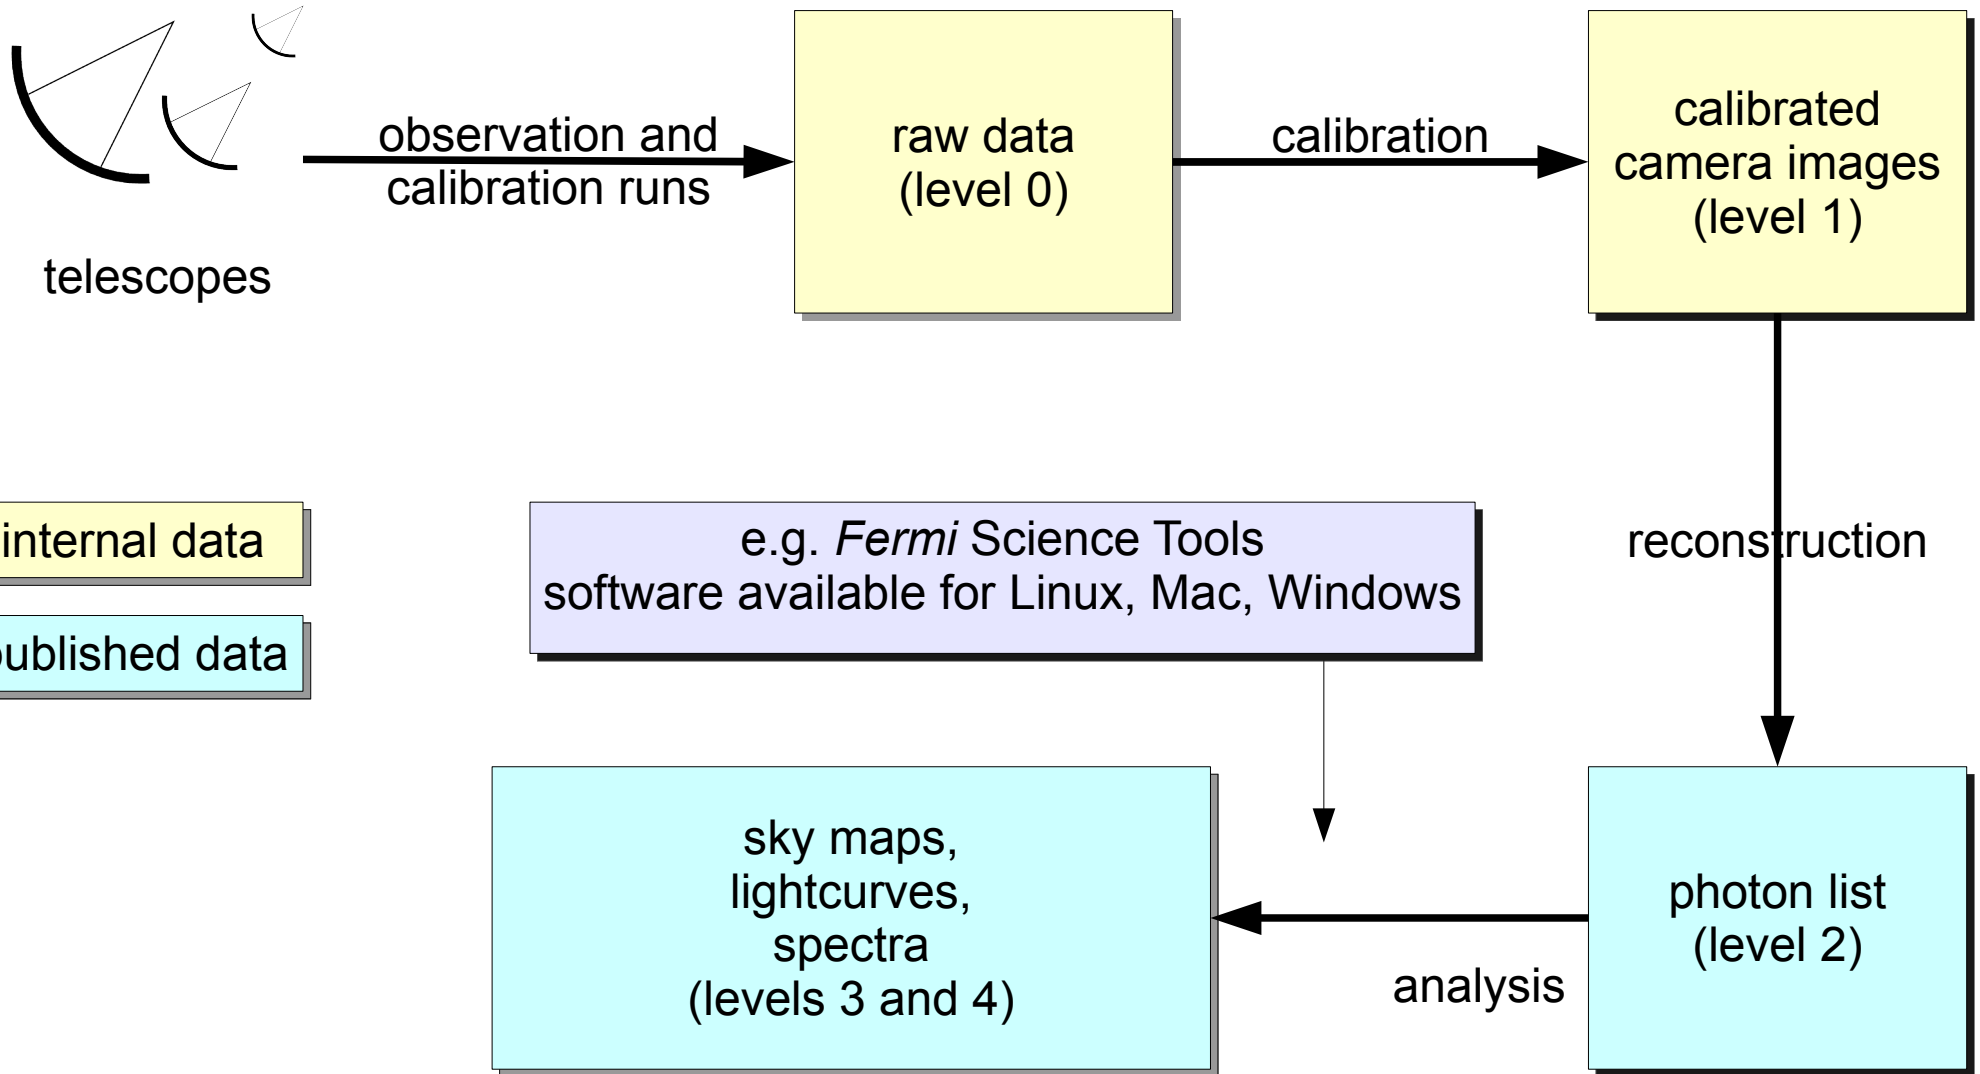 observation and
calibration runs
telescopes
raw data
(level 0)
calibration
calibrated
camera images
(level 1)
internal data
published data
e.g. Fermi Science Tools
software available for Linux, Mac, Windows
reconstruction
sky maps,
lightcurves,
spectra
(levels 3 and 4)
analysis
photon list
(level 2)